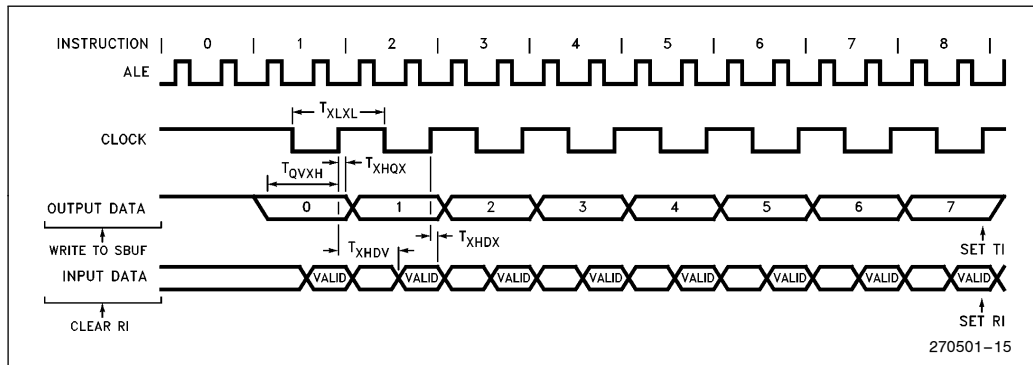 INSTRUCTION | 0 | 1 | 2 | 3 | 4 | 5 | 6 | 7 | 8 |
ALE
TXLXL
CLOCK
TQVXH TXHQX
OUTPUT DATA 0 1 2 3 4 5 6 7
WRITE TO SBUF TXHDV TXHDX SET TI
INPUT DATA VALID VALID VALID VALID VALID VALID VALID VALID
CLEAR RI SET RI
270501-15